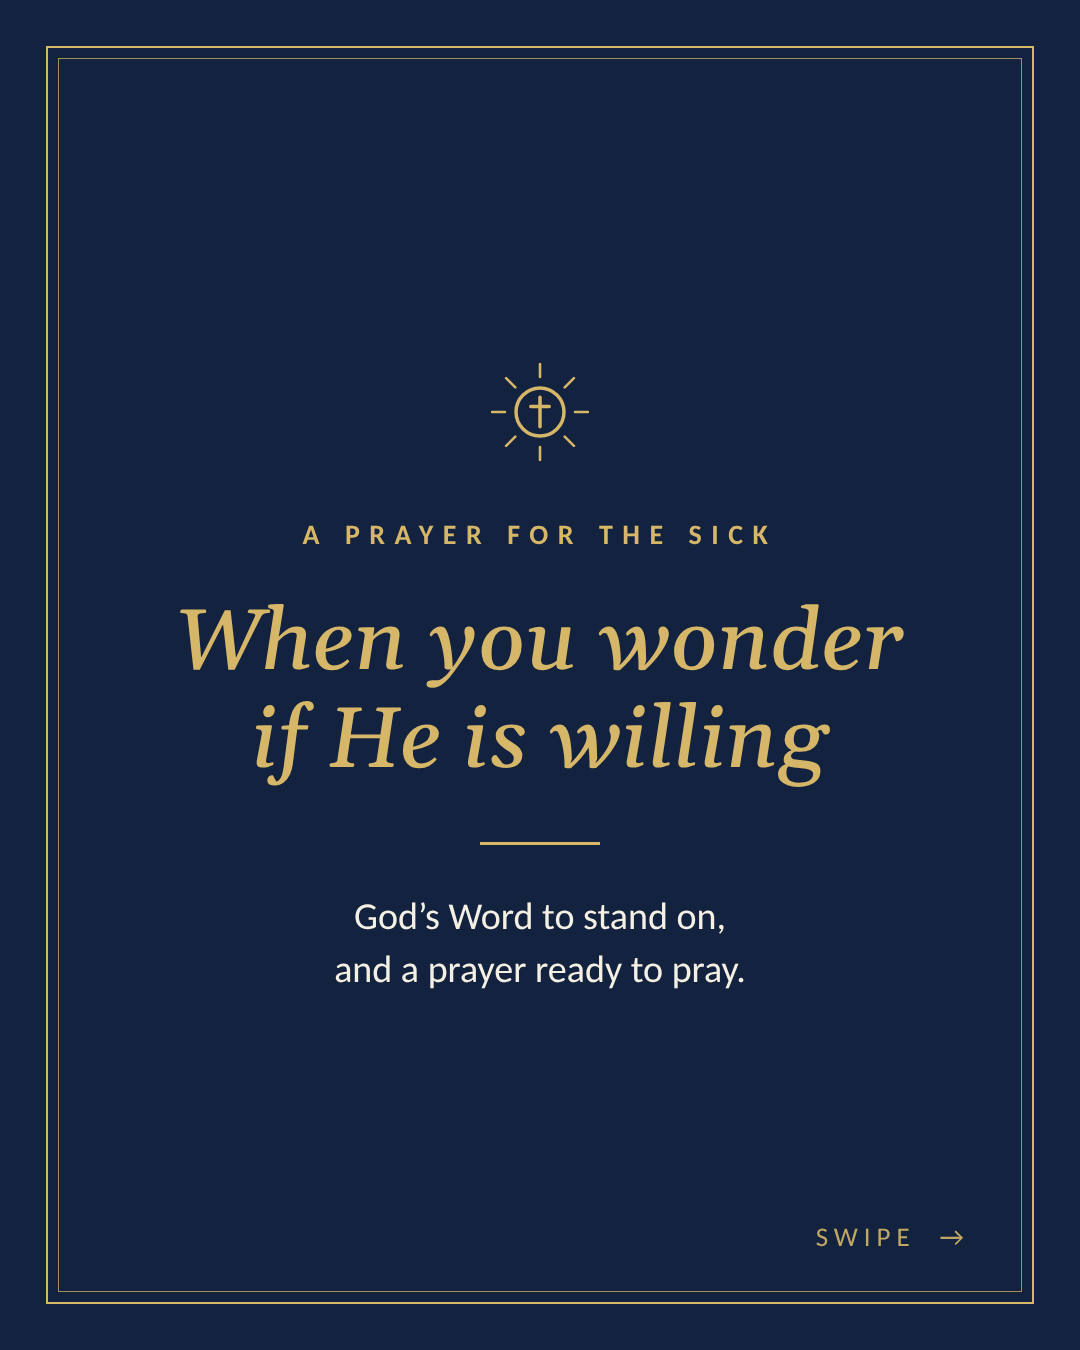 A PRAYER FOR THE SICK
When you wonder
if He is willing
God’s Word to stand on,
and a prayer ready to pray.
SWIPE →